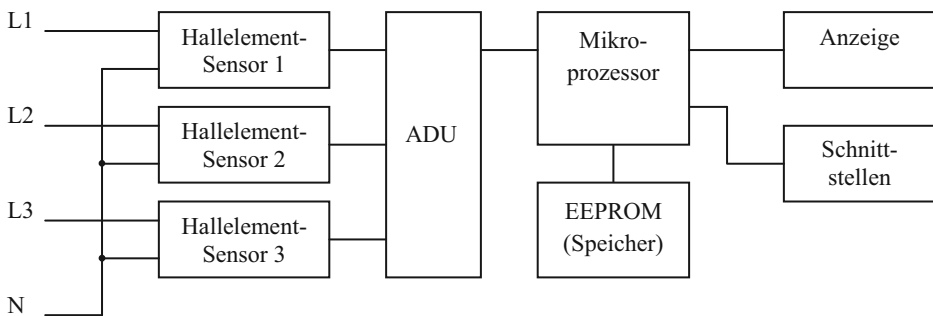 L1
Hallelement-
Sensor 1
L2
Hallelement-
Sensor 2
L3
Hallelement-
Sensor 3
N
ADU
Mikro-
prozessor
EEPROM
(Speicher)
Anzeige
Schnitt-
stellen